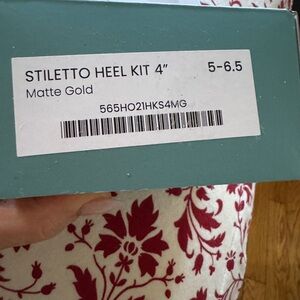 STILETTO HEEL KIT 4” 5-6.5
Matte Gold
565HO21HKS4MG